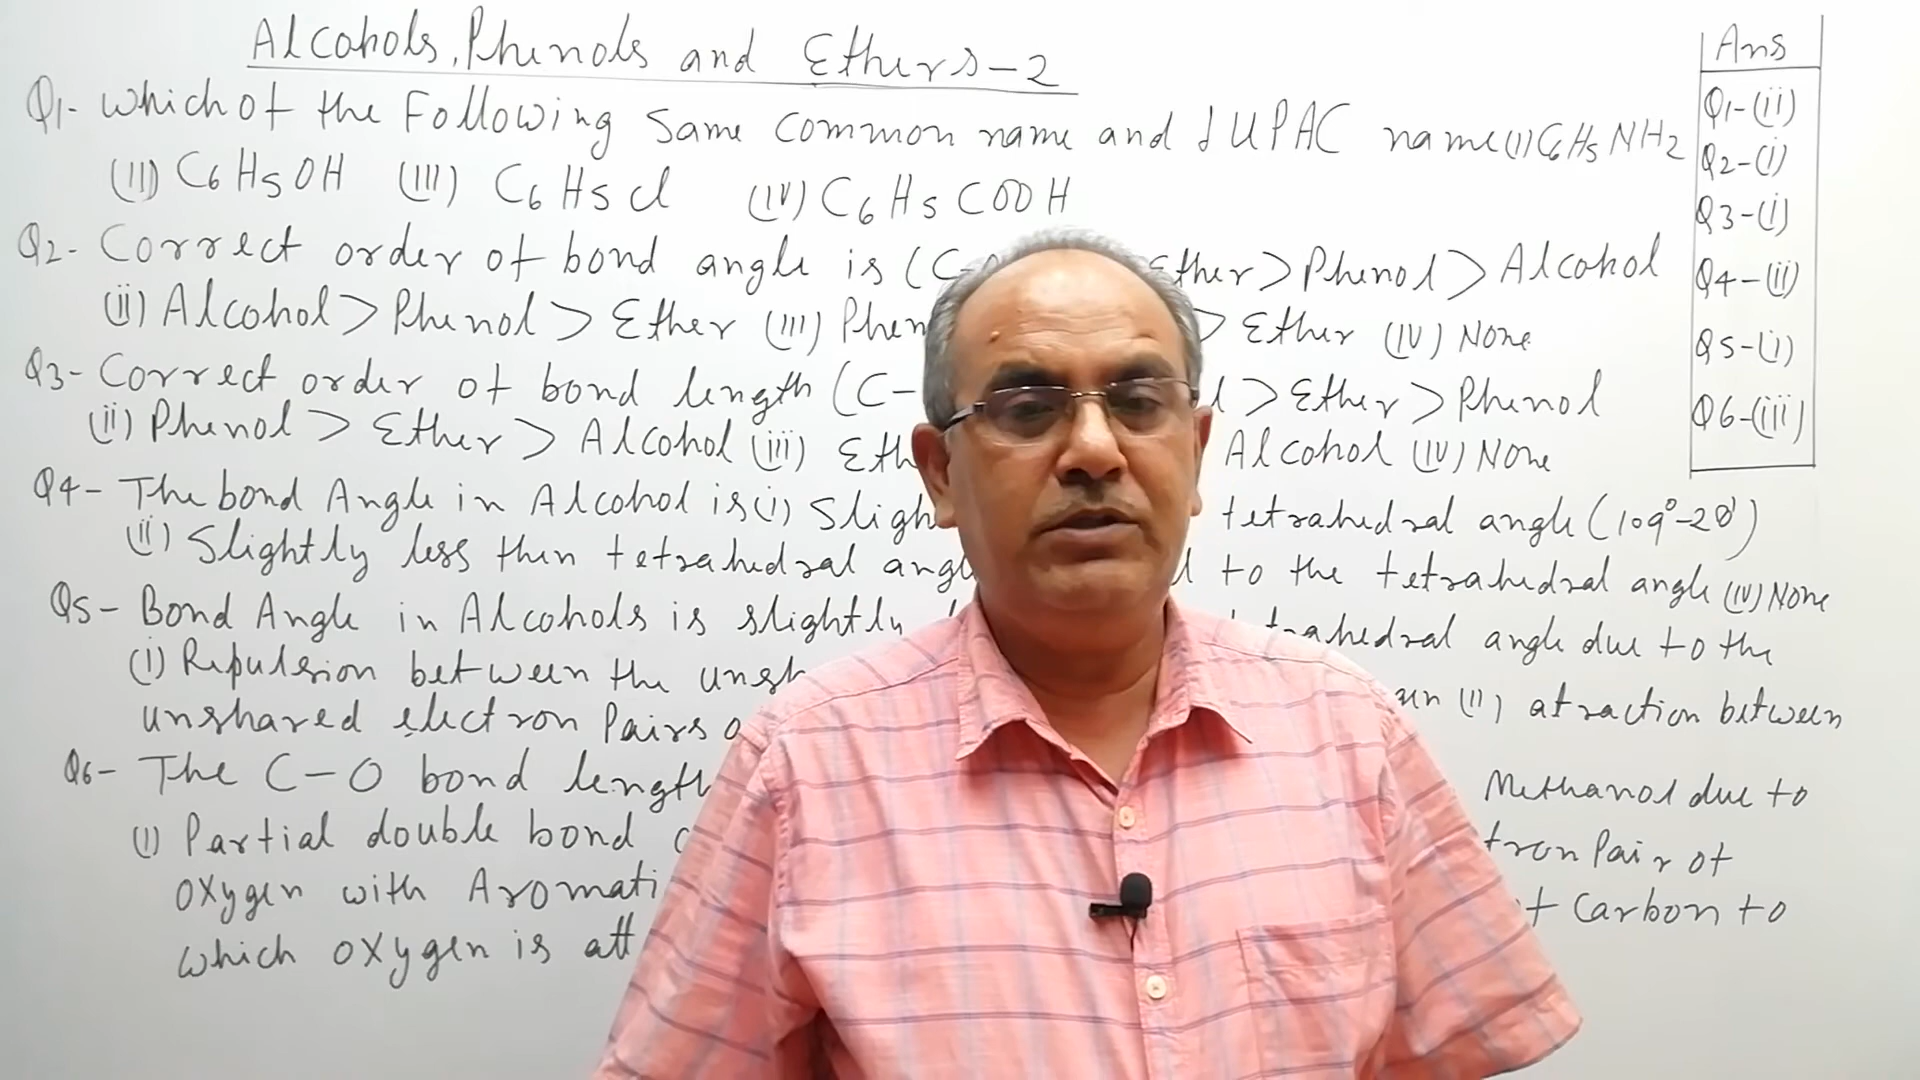 Alcohols, Phenols and Ethers-2
Q1- which of the Following Same Common name and IUPAC name (i) C6H5NH2
(II) C6H5OH (III) C6H5Cl (IV) C6H5COOH
Q2- Correct order of bond angle is (C- Ether > Phenol > Alcohol
(ii) Alcohol > Phenol > Ether (III) Phen > Ether (IV) None
Q3- Correct order of bond length (C- l > Ether > Phenol
(ii) Phenol > Ether > Alcohol (iii) Eth Alcohol (IV) None
Q4- The bond Angle in Alcohol is (i) Sligh tetrahedral angle (109°-28')
(ii) Slightly less then tetrahedral angl l to the tetrahedral angle (IV) None
Q5- Bond Angle in Alcohols is slightly trahedral angle due to the
(i) Repulsion between the unsh en (II) atraction between
unshared electron Pairs o
Q6- The C-O bond length Methanol due to
(i) Partial double bond c tron Pair of
oxygen with Aromati t Carbon to
which oxygen is att
Ans
Q1-(ii)
Q2-(i)
Q3-(i)
Q4-(ii)
Q5-(i)
Q6-(iii)